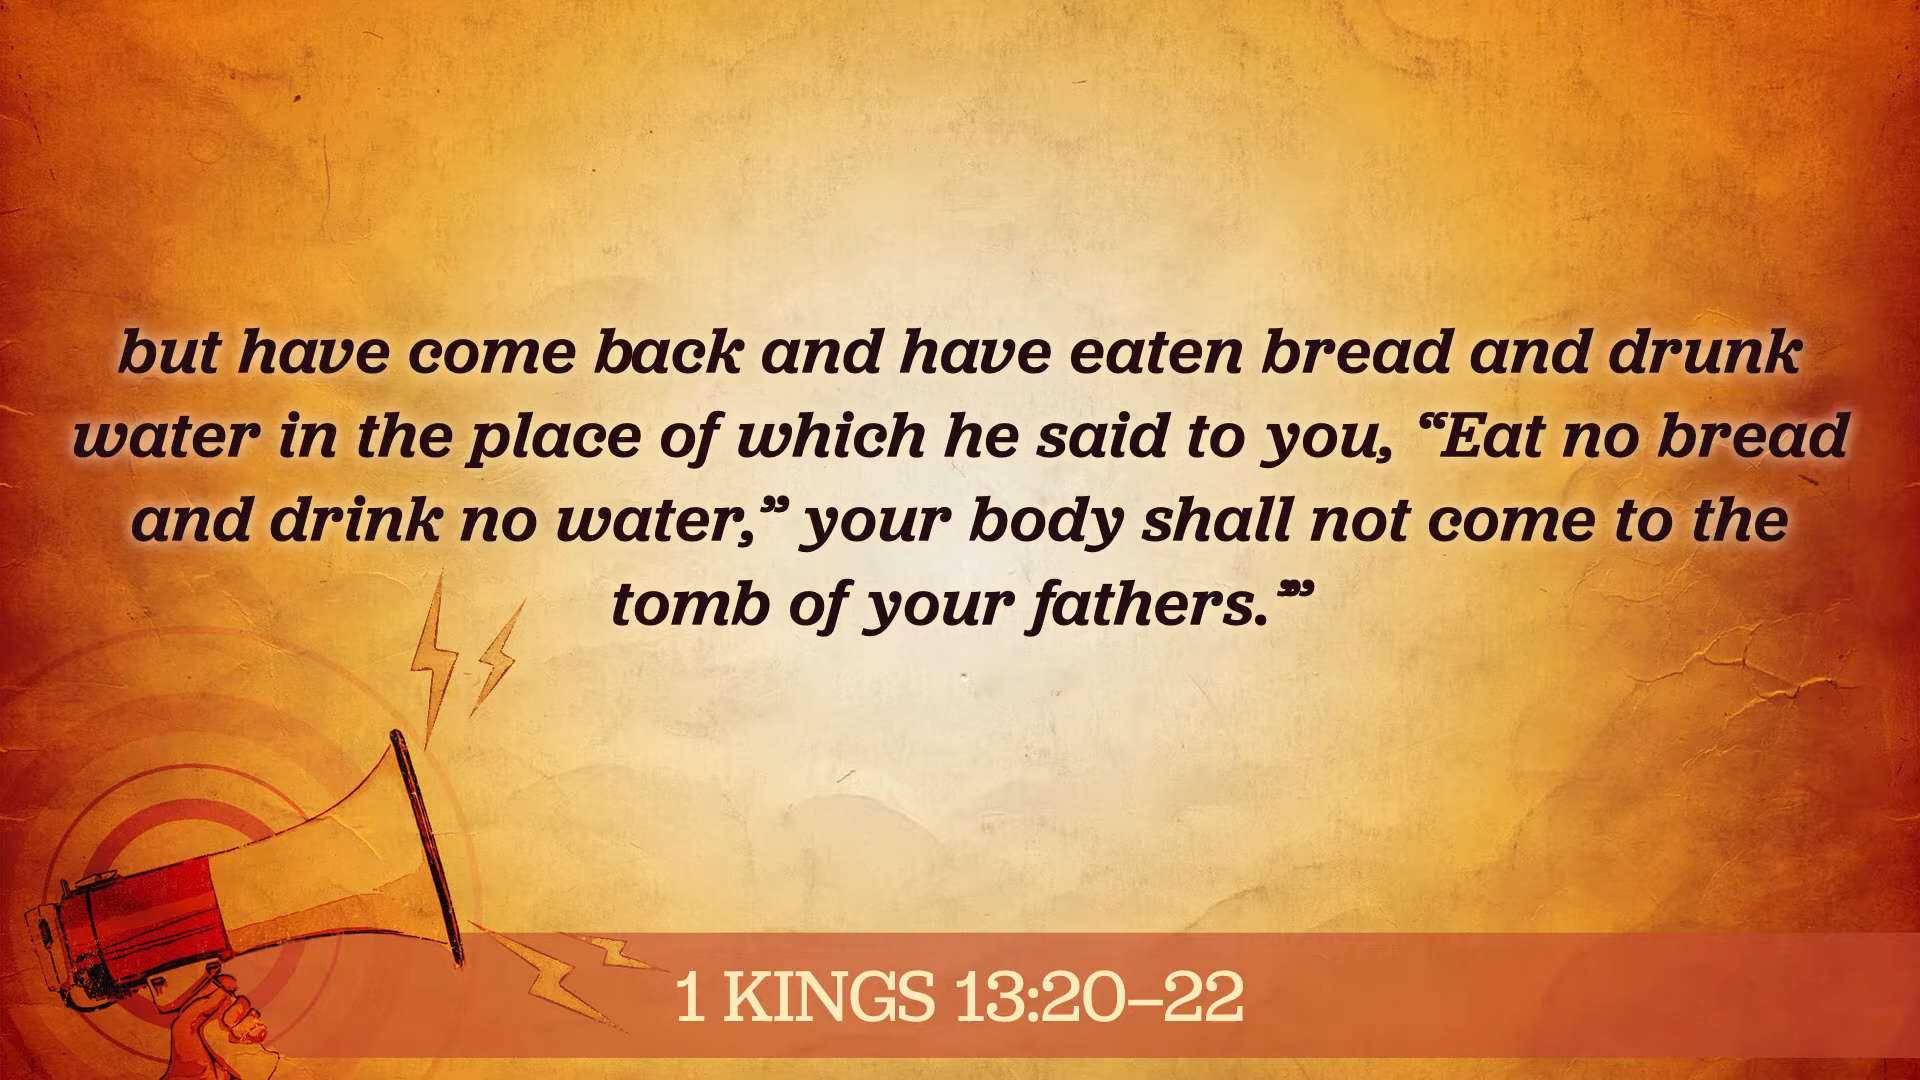 but have come back and have eaten bread and drunk
water in the place of which he said to you, “Eat no bread
and drink no water,” your body shall not come to the
tomb of your fathers.’”
1 KINGS 13:20–22